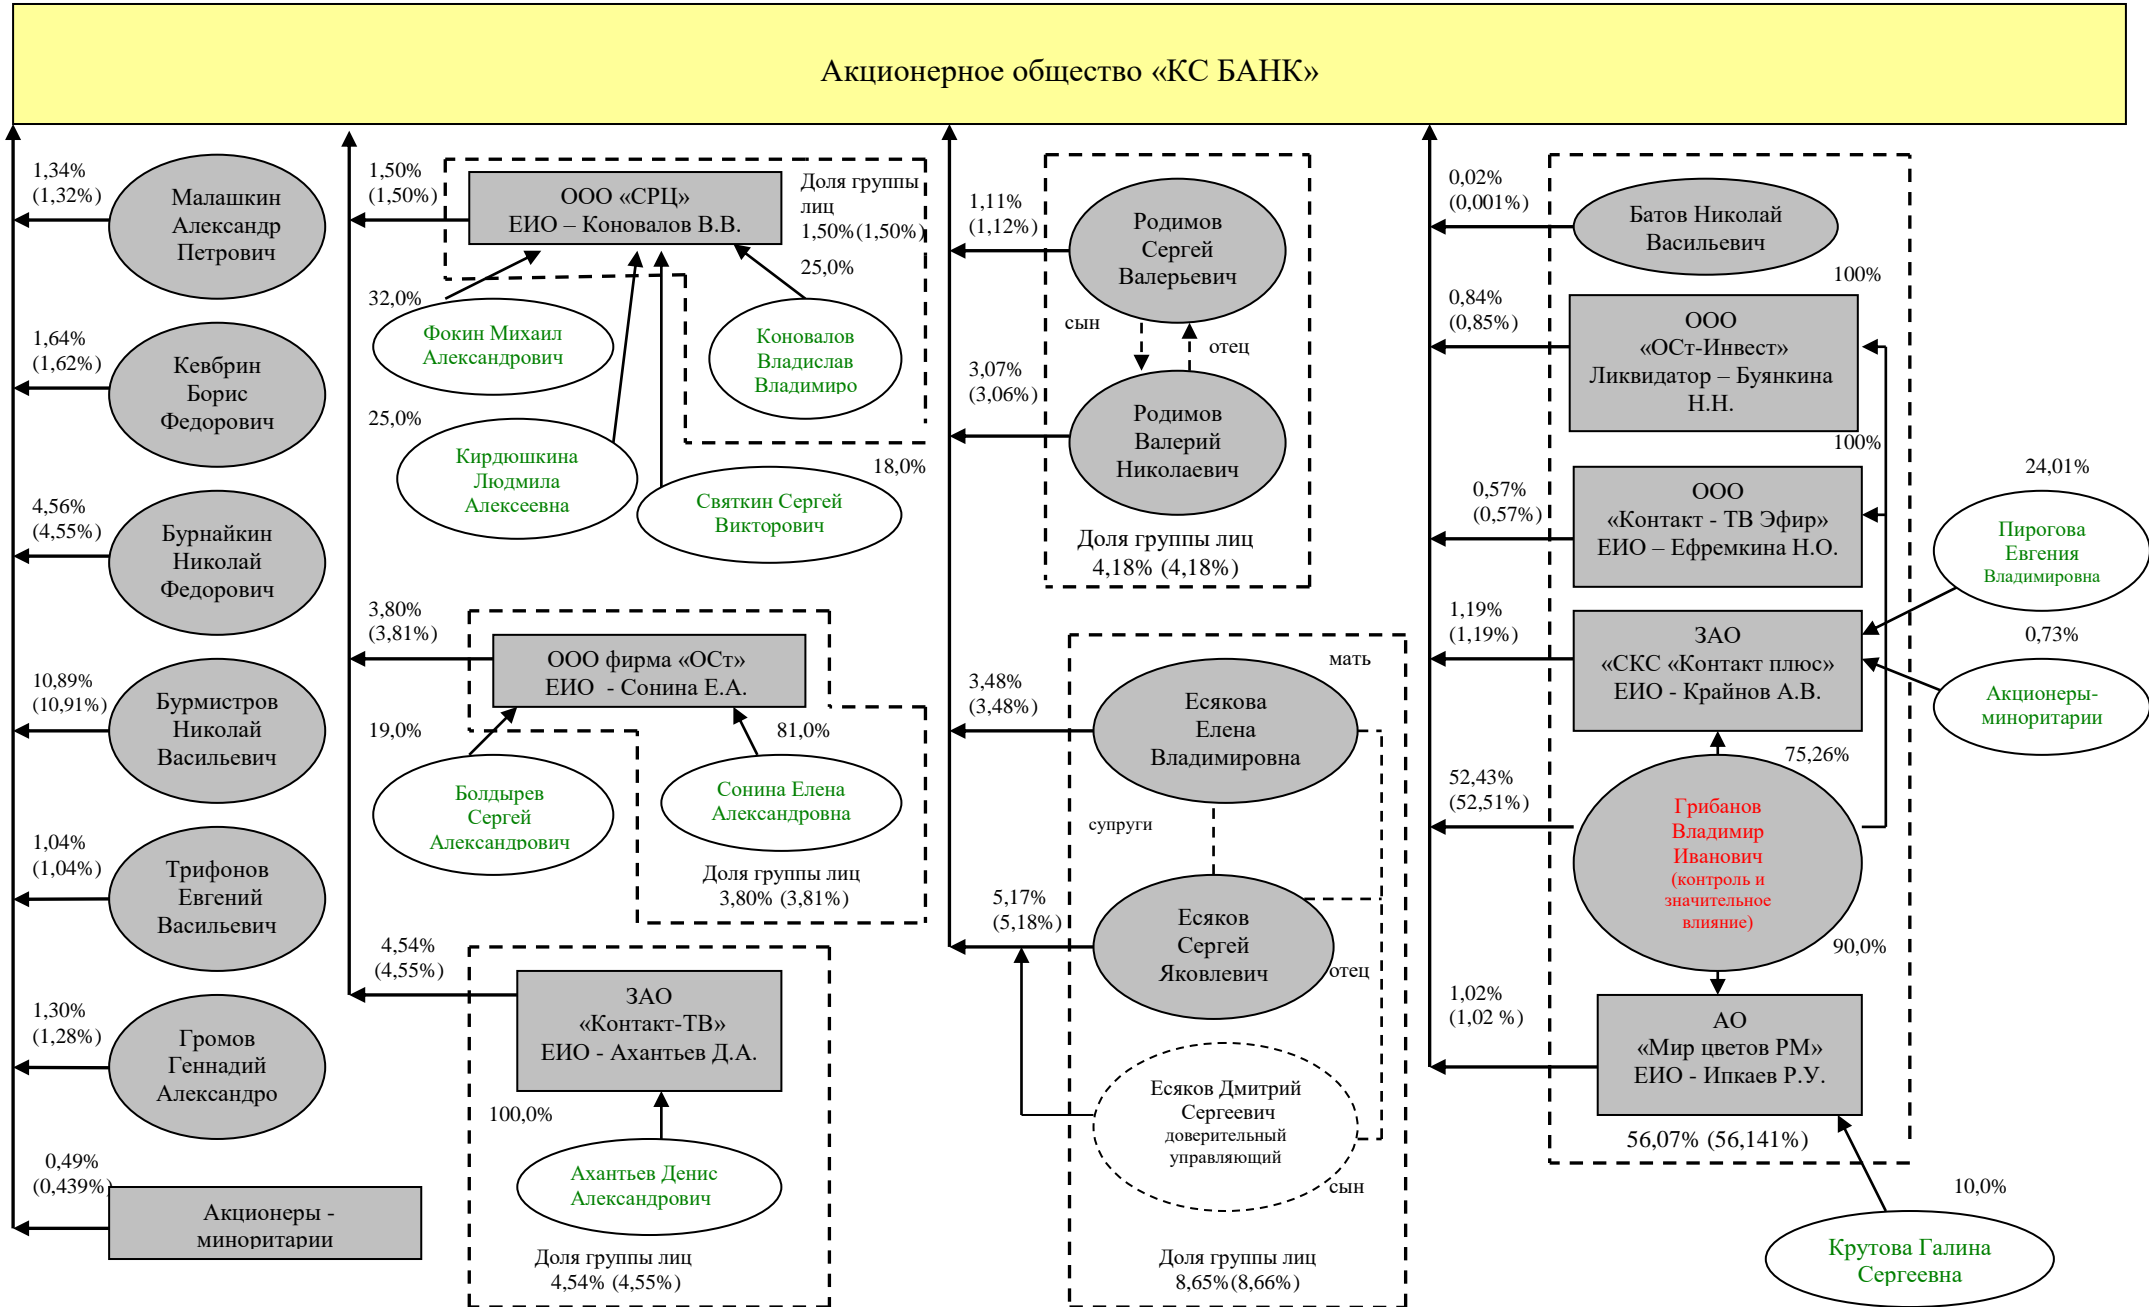 Акционерное общество «КС БАНК»
1,34%
(1,32%)
Малашкин
Александр
Петрович
1,64%
(1,62%)
Кевбрин
Борис
Федорович
4,56%
(4,55%)
Бурнайкин
Николай
Федорович
10,89%
(10,91%)
Бурмистров
Николай
Васильевич
1,04%
(1,04%)
Трифонов
Евгений
Васильевич
1,30%
(1,28%)
Громов
Геннадий
Александро
0,49%
(0,439%)
Акционеры -
миноритарии
1,50%
(1,50%)
ООО «СРЦ»
ЕИО – Коновалов В.В.
Доля группы
лиц
1,50%(1,50%)
32,0%
Фокин Михаил
Александрович
25,0%
Коновалов
Владислав
Владимиро
25,0%
Кирдюшкина
Людмила
Алексеевна
18,0%
Святкин Сергей
Викторович
3,80%
(3,81%)
ООО фирма «ОСт»
ЕИО - Сонина Е.А.
19,0%
Болдырев
Сергей
Александрович
81,0%
Сонина Елена
Александровна
Доля группы лиц
3,80% (3,81%)
4,54%
(4,55%)
ЗАО
«Контакт-ТВ»
ЕИО - Ахантьев Д.А.
100,0%
Ахантьев Денис
Александрович
Доля группы лиц
4,54% (4,55%)
1,11%
(1,12%)
Родимов
Сергей
Валерьевич
сын
отец
3,07%
(3,06%)
Родимов
Валерий
Николаевич
Доля группы лиц
4,18% (4,18%)
3,48%
(3,48%)
Есякова
Елена
Владимировна
мать
супруги
5,17%
(5,18%)
Есяков
Сергей
Яковлевич
отец
Есяков Дмитрий
Сергеевич
доверительный
управляющий
сын
Доля группы лиц
8,65%(8,66%)
0,02%
(0,001%)
Батов Николай
Васильевич
100%
0,84%
(0,85%)
ООО
«ОСт-Инвест»
Ликвидатор – Буянкина
Н.Н.
100%
0,57%
(0,57%)
ООО
«Контакт - ТВ Эфир»
ЕИО – Ефремкина Н.О.
24,01%
Пирогова
Евгения
Владимировна
1,19%
(1,19%)
ЗАО
«СКС «Контакт плюс»
ЕИО - Крайнов А.В.
0,73%
Акционеры-
миноритарии
75,26%
52,43%
(52,51%)
Грибанов
Владимир
Иванович
(контроль и
значительное
влияние)
90,0%
1,02%
(1,02 %)
АО
«Мир цветов РМ»
ЕИО - Ипкаев Р.У.
56,07% (56,141%)
10,0%
Крутова Галина
Сергеевна